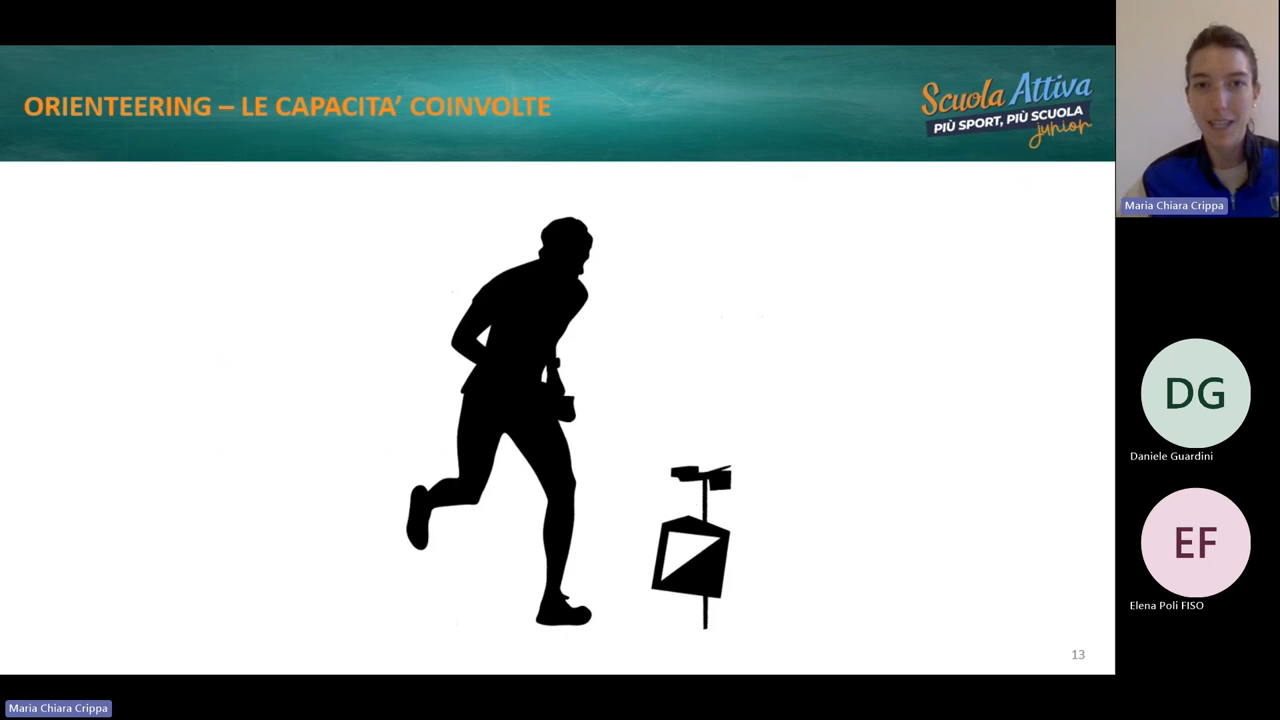 ORIENTEERING – LE CAPACITA’ COINVOLTE
Scuola Attiva
PIÙ SPORT, PIÙ SCUOLA
junior
Maria Chiara Crippa
DG
Daniele Guardini
EF
Elena Poli FISO
13
Maria Chiara Crippa